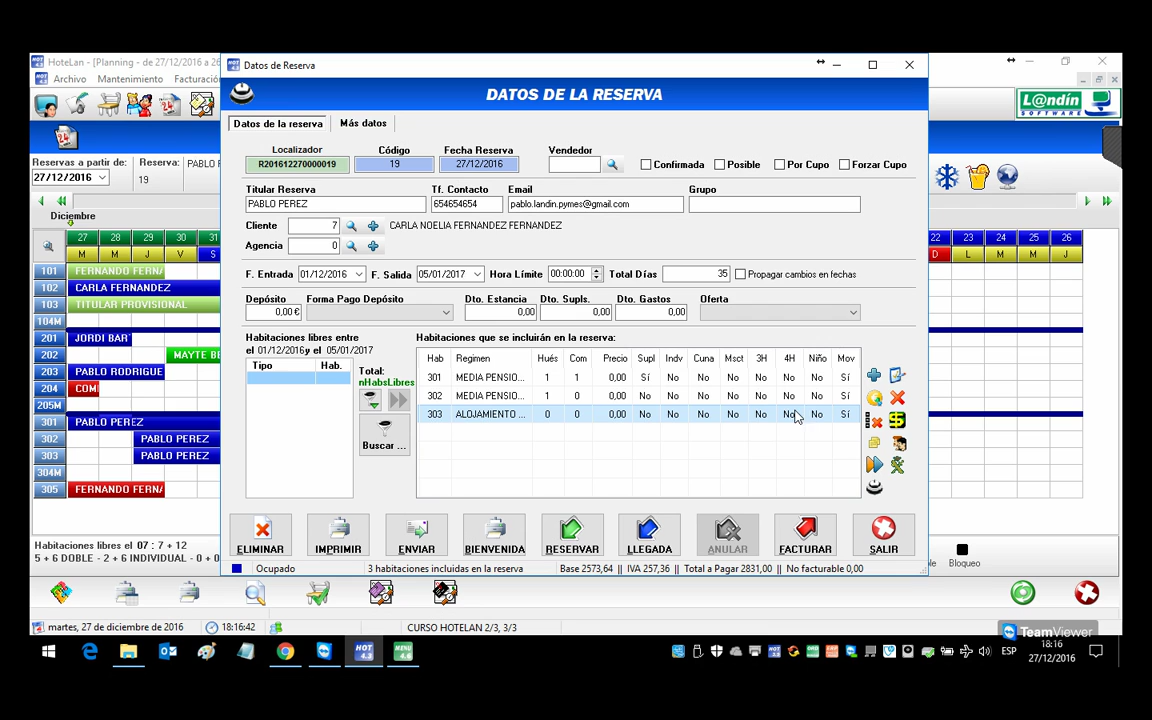 HoteLan - [Planning - de 27/12/2016 a 26
Archivo Mantenimiento Facturació
L@ndín
SOFTWARE
Reservas a partir de: Reserva: PABLO
27/12/2016 19
Diciembre
27 28 29 30 31
M M J V S
22 23 24 25 26
D L M M J
101 FERNANDO FERN
102 CARLA FERNANDEZ
103 TITULAR PROVISIONAL
104M
201 JORDI BAR
202 MAYTE BE
203 PABLO RODRIGUE
204 COM
205M
301 PABLO PEREZ
302 PABLO PEREZ
303 PABLO PEREZ
304M
305 FERNANDO FERN
Habitaciones libres el 07 : 7 + 12
5 + 6 DOBLE - 2 + 6 INDIVIDUAL - 0 + 0
Bloqueo
Datos de Reserva
DATOS DE LA RESERVA
Datos de la reserva Más datos
Localizador Código Fecha Reserva Vendedor
R201612270000019 19 27/12/2016 Confirmada Posible Por Cupo Forzar Cupo
Titular Reserva Tf. Contacto Email Grupo
PABLO PEREZ 654654654 pablo.landin.pymes@gmail.com
Cliente 7 CARLA NOELIA FERNANDEZ FERNANDEZ
Agencia 0
F. Entrada 01/12/2016 F. Salida 05/01/2017 Hora Límite 00:00:00 Total Días 35 Propagar cambios en fechas
Depósito Forma Pago Depósito Dto. Estancia Dto. Supls. Dto. Gastos Oferta
0,00 € 0,00 0,00 0,00
Habitaciones libres entre
el 01/12/2016 y el 05/01/2017
Tipo Hab.
Total:
nHabsLibres
Buscar ...
Habitaciones que se incluirán en la reserva:
Hab Regimen Hués Com Precio Supl Indv Cuna Msct 3H 4H Niño Mov
301 MEDIA PENSIO... 1 1 0,00 Sí No No No No No No Sí
302 MEDIA PENSIO... 1 0 0,00 No No No No No No No Sí
303 ALOJAMIENTO ... 0 0 0,00 No No No No No No No Sí
ELIMINAR IMPRIMIR ENVIAR BIENVENIDA RESERVAR LLEGADA ANULAR FACTURAR SALIR
Ocupado 3 habitaciones incluidas en la reserva Base 2573,64 || IVA 257,36 || Total a Pagar 2831,00 || No facturable 0,00
martes, 27 de diciembre de 2016 18:16:42 CURSO HOTELAN 2/3, 3/3
TeamViewer
HOT 4.3 MENU 4.3 ESP 18:16
27/12/2016